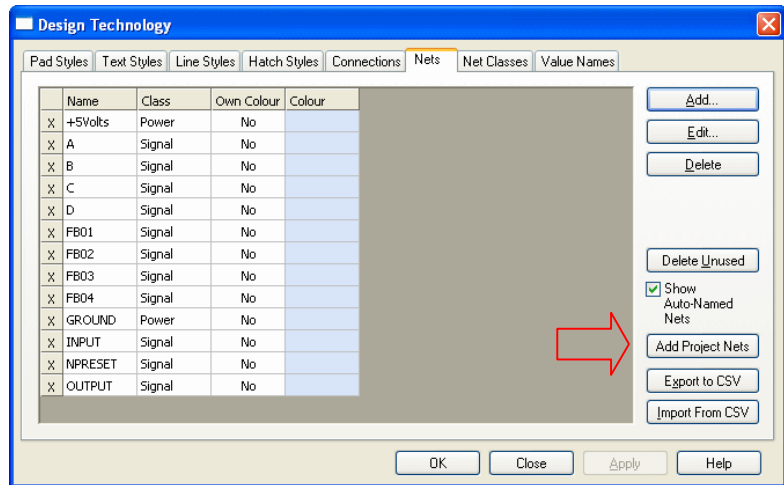 Design Technology
Pad Styles Text Styles Line Styles Hatch Styles Connections Nets Net Classes Value Names
Name Class Own Colour Colour
X +5Volts Power No
X A Signal No
X B Signal No
X C Signal No
X D Signal No
X FB01 Signal No
X FB02 Signal No
X FB03 Signal No
X FB04 Signal No
X GROUND Power No
X INPUT Signal No
X NPRESET Signal No
X OUTPUT Signal No
Add...
Edit...
Delete
Delete Unused
Show
Auto-Named
Nets
Add Project Nets
Export to CSV
Import From CSV
OK Close Apply Help